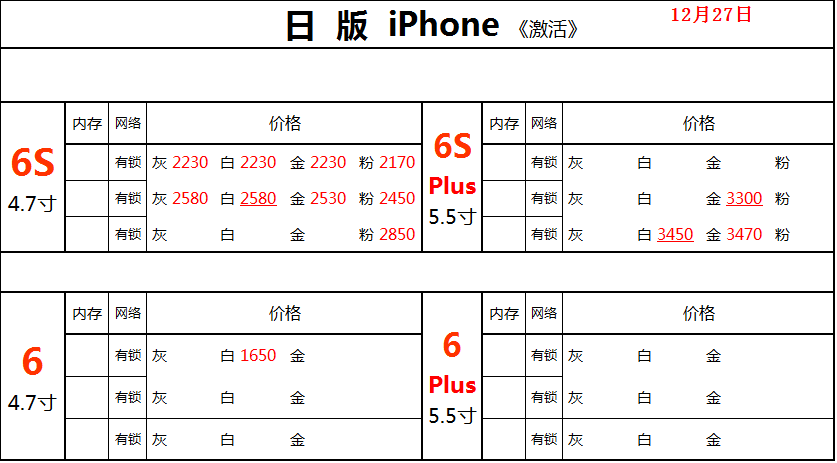 日 版 iPhone 《激活》 12月27日
6S 4.7寸 内存 网络 价格
有锁 灰 2230 白 2230 金 2230 粉 2170
有锁 灰 2580 白 2580 金 2530 粉 2450
有锁 灰 白 金 粉 2850
6S Plus 5.5寸 内存 网络 价格
有锁 灰 白 金 粉
有锁 灰 白 金 3300 粉
有锁 灰 白 3450 金 3470 粉
6 4.7寸 内存 网络 价格
有锁 灰 白 1650 金
有锁 灰 白 金
有锁 灰 白 金
6 Plus 5.5寸 内存 网络 价格
有锁 灰 白 金
有锁 灰 白 金
有锁 灰 白 金